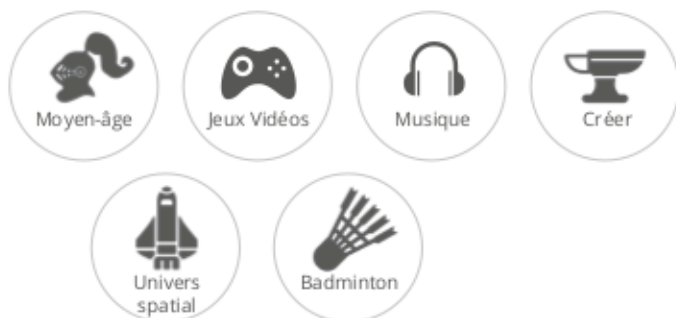 Moyen-âge
Jeux Vidéos
Musique
Créer
Univers
spatial
Badminton